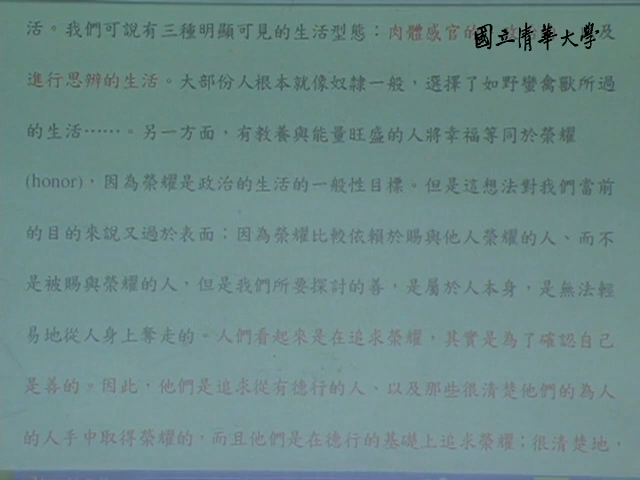 國立清華大學
活。我們可說有三種明顯可見的生活型態：肉體感官的 及
進行思辨的生活。大部份人根本就像奴隸一般，選擇了如野蠻禽獸所過
的生活……。另一方面，有教養與能量旺盛的人將幸福等同於榮耀
(honor)，因為榮耀是政治的生活的一般性目標。但是這想法對我們當前
的目的來說又過於表面；因為榮耀比較依賴於賜與他人榮耀的人、而不
是被賜與榮耀的人，但是我們所要探討的善，是屬於人本身，是無法輕
易地從人身上奪走的。人們看起來是在追求榮耀，其實是為了確認自己
是善的。因此，他們是追求從有德行的人、以及那些很清楚他們的為人
的人手中取得榮耀的，而且他們是在德行的基礎上追求榮耀；很清楚地，